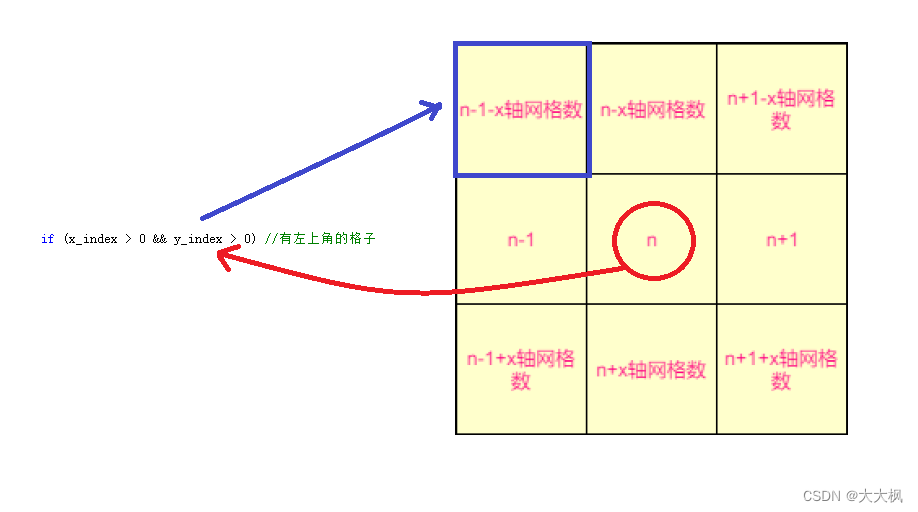 if (x_index > 0 && y_index > 0) //有左上角的格子
n-1-x轴网格数
n-x轴网格数
n+1-x轴网格
数
n-1
n
n+1
n-1+x轴网格
数
n+x轴网格数
n+1+x轴网格
数
CSDN @大大枫